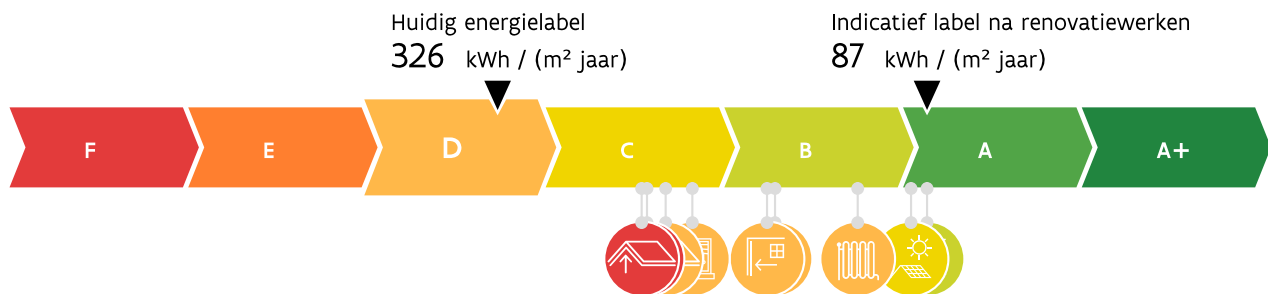 Huidig energielabel
326 kWh / (m² jaar)
Indicatief label na renovatiewerken
87 kWh / (m² jaar)
F E D C B A A+